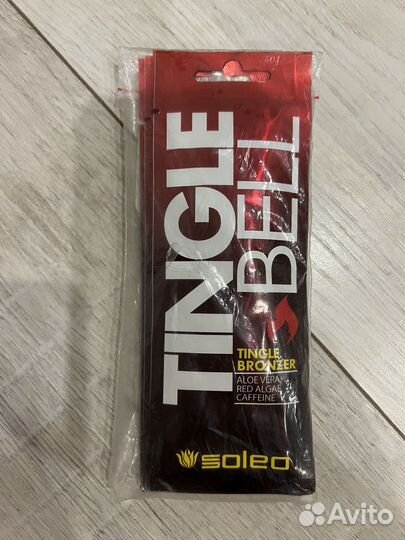 TINGLE
BELL
TINGLE
BRONZER
ALOE VERA
RED ALGAE
CAFFEINE
soleo
Avito